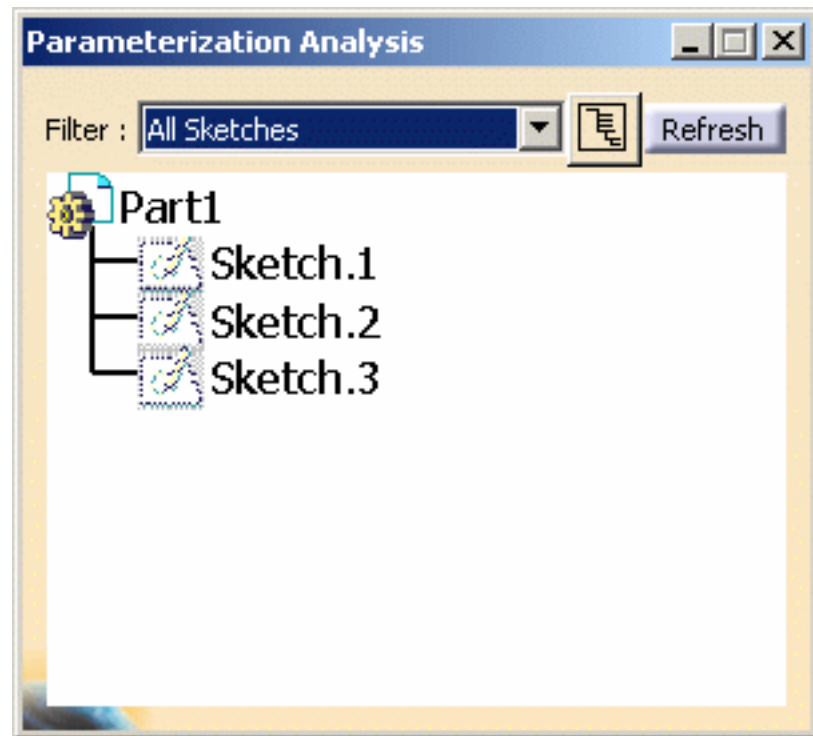 Parameterization Analysis
Filter : All Sketches Refresh
Part1
Sketch.1
Sketch.2
Sketch.3